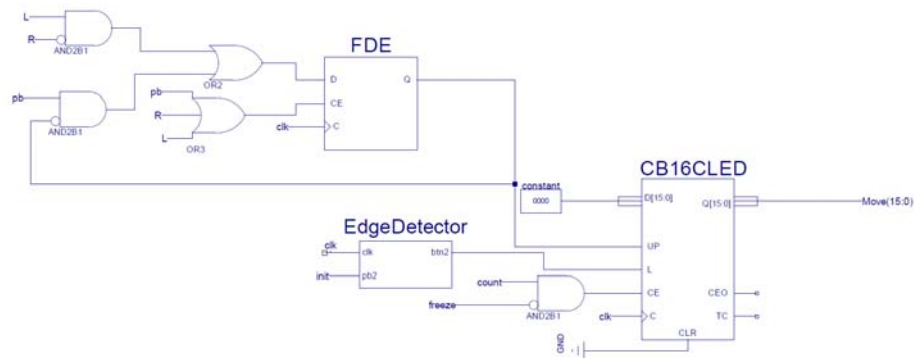 L
R
AND2B1
FDE
OR2
D
Q
pb
pb
CE
R
AND2B1
clk
C
L
OR3
CB16CLED
constant
0000
D[15:0]
Q[15:0]
Move(15:0)
EdgeDetector
UP
clk
clk
btn2
L
init
pb2
count
CE
CEO
freeze
AND2B1
clk
C
TC
CLR
GND